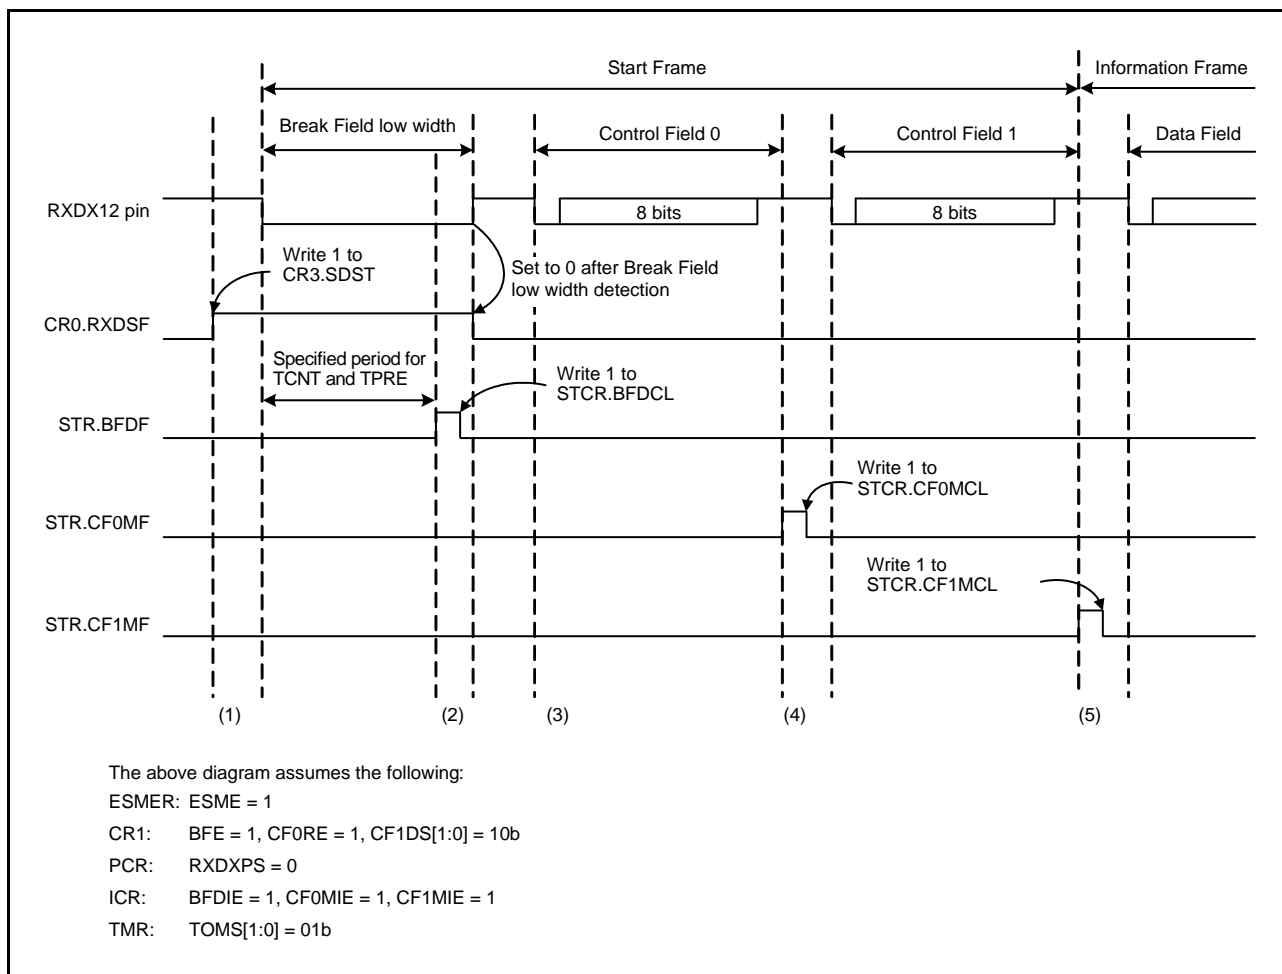 Start Frame
Information Frame
Break Field low width
Control Field 0
Control Field 1
Data Field
RXDX12 pin
8 bits
8 bits
Write 1 to
CR3.SDST
Set to 0 after Break Field
low width detection
CR0.RXDSF
Specified period for
TCNT and TPRE
Write 1 to
STCR.BFDCL
STR.BFDF
Write 1 to
STCR.CF0MCL
STR.CF0MF
Write 1 to
STCR.CF1MCL
STR.CF1MF
(1)
(2)
(3)
(4)
(5)
The above diagram assumes the following:
ESMER: ESME = 1
CR1: BFE = 1, CF0RE = 1, CF1DS[1:0] = 10b
PCR: RXDXPS = 0
ICR: BFDIE = 1, CF0MIE = 1, CF1MIE = 1
TMR: TOMS[1:0] = 01b